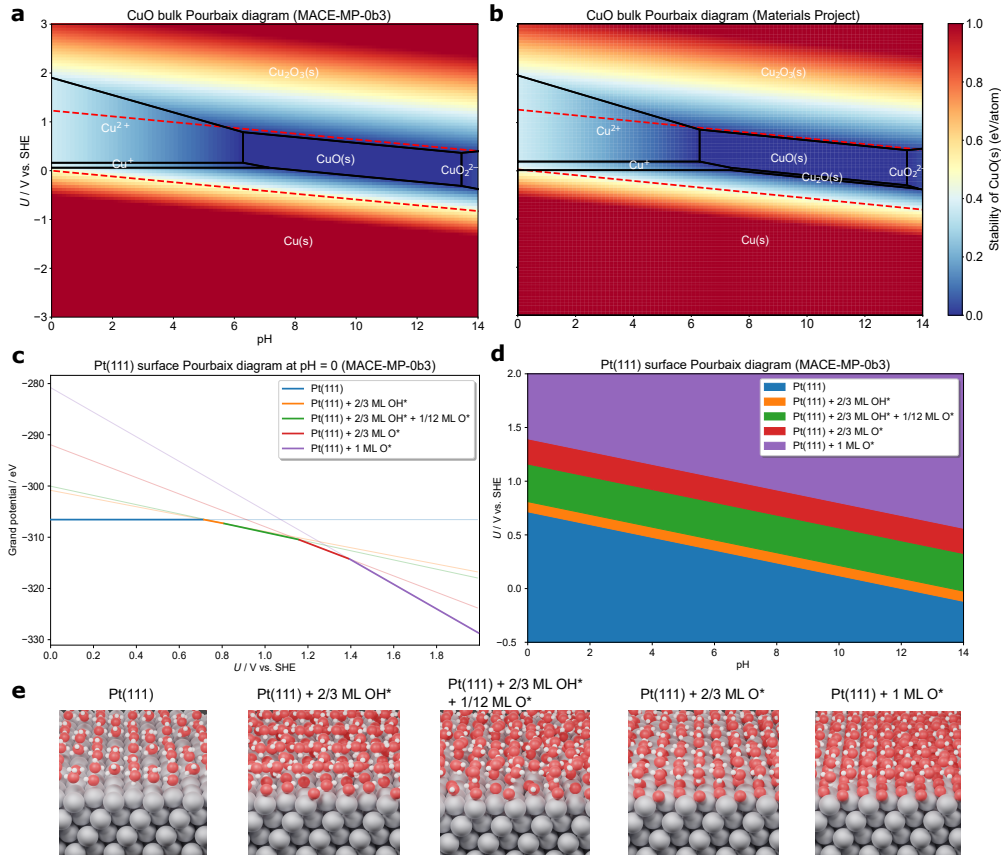 a
CuO bulk Pourbaix diagram (MACE-MP-0b3)
3
2
1
0
−1
−2
−3
U / V vs. SHE
0 2 4 6 8 10 12 14
pH
Cu₂O₃(s)
Cu²⁺
Cu⁺
CuO(s)
CuO₂²⁻
Cu(s)
b
CuO bulk Pourbaix diagram (Materials Project)
0 2 4 6 8 10 12 14
Cu₂O₃(s)
Cu²⁺
Cu⁺
CuO(s)
Cu₂O(s)
CuO₂²⁻
Cu(s)
1.0
0.8
0.6
0.4
0.2
0.0
Stability of CuO(s) (eV/atom)
c
Pt(111) surface Pourbaix diagram at pH = 0 (MACE-MP-0b3)
−280
−290
−300
−310
−320
−330
Grand potential / eV
0.0 0.2 0.4 0.6 0.8 1.0 1.2 1.4 1.6 1.8
U / V vs. SHE
Pt(111)
Pt(111) + 2/3 ML OH*
Pt(111) + 2/3 ML OH* + 1/12 ML O*
Pt(111) + 2/3 ML O*
Pt(111) + 1 ML O*
d
Pt(111) surface Pourbaix diagram (MACE-MP-0b3)
2.0
1.5
1.0
0.5
0.0
−0.5
U / V vs. SHE
0 2 4 6 8 10 12 14
pH
Pt(111)
Pt(111) + 2/3 ML OH*
Pt(111) + 2/3 ML OH* + 1/12 ML O*
Pt(111) + 2/3 ML O*
Pt(111) + 1 ML O*
e
Pt(111)
Pt(111) + 2/3 ML OH*
Pt(111) + 2/3 ML OH*
+ 1/12 ML O*
Pt(111) + 2/3 ML O*
Pt(111) + 1 ML O*